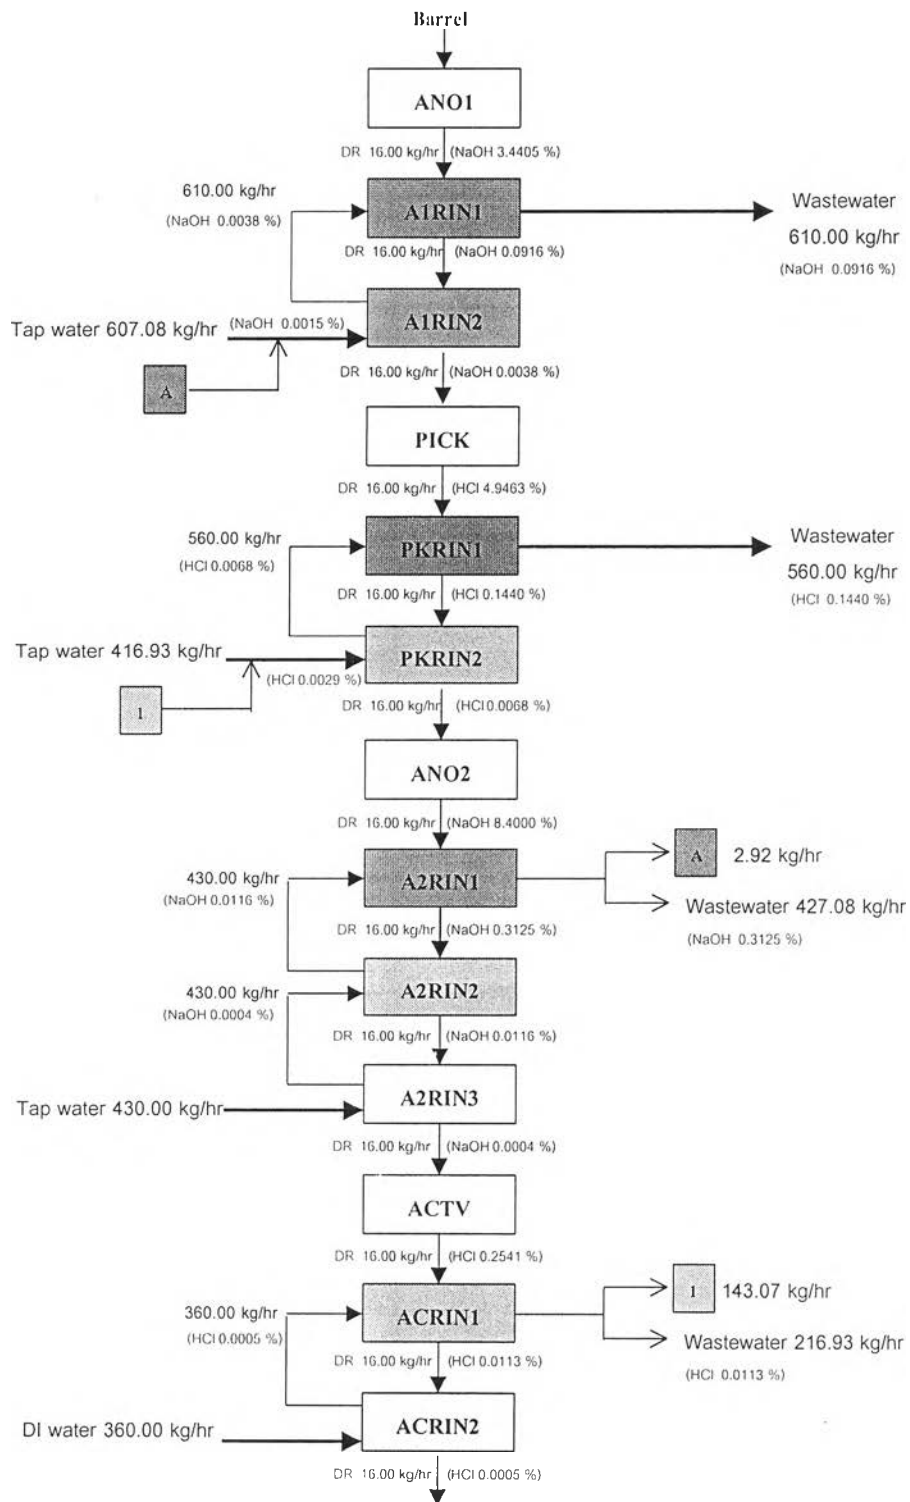 Barrel
ANO1
DR 16.00 kg/hr (NaOH 3.4405 %)
610.00 kg/hr
(NaOH 0.0038 %)
A1RIN1
Wastewater
610.00 kg/hr
(NaOH 0.0916 %)
DR 16.00 kg/hr (NaOH 0.0916 %)
A1RIN2
Tap water 607.08 kg/hr
(NaOH 0.0015 %)
A
DR 16.00 kg/hr (NaOH 0.0038 %)
PICK
DR 16.00 kg/hr (HCl 4.9463 %)
560.00 kg/hr
(HCl 0.0068 %)
PKRIN1
Wastewater
560.00 kg/hr
(HCl 0.1440 %)
DR 16.00 kg/hr (HCl 0.1440 %)
PKRIN2
Tap water 416.93 kg/hr
(HCl 0.0029 %)
1
DR 16.00 kg/hr (HCl 0.0068 %)
ANO2
DR 16.00 kg/hr (NaOH 8.4000 %)
430.00 kg/hr
(NaOH 0.0116 %)
A2RIN1
A 2.92 kg/hr
Wastewater 427.08 kg/hr
(NaOH 0.3125 %)
DR 16.00 kg/hr (NaOH 0.3125 %)
A2RIN2
430.00 kg/hr
(NaOH 0.0004 %)
DR 16.00 kg/hr (NaOH 0.0116 %)
A2RIN3
Tap water 430.00 kg/hr
DR 16.00 kg/hr (NaOH 0.0004 %)
ACTV
DR 16.00 kg/hr (HCl 0.2541 %)
360.00 kg/hr
(HCl 0.0005 %)
ACRIN1
1 143.07 kg/hr
Wastewater 216.93 kg/hr
(HCl 0.0113 %)
DR 16.00 kg/hr (HCl 0.0113 %)
ACRIN2
DI water 360.00 kg/hr
DR 16.00 kg/hr (HCl 0.0005 %)